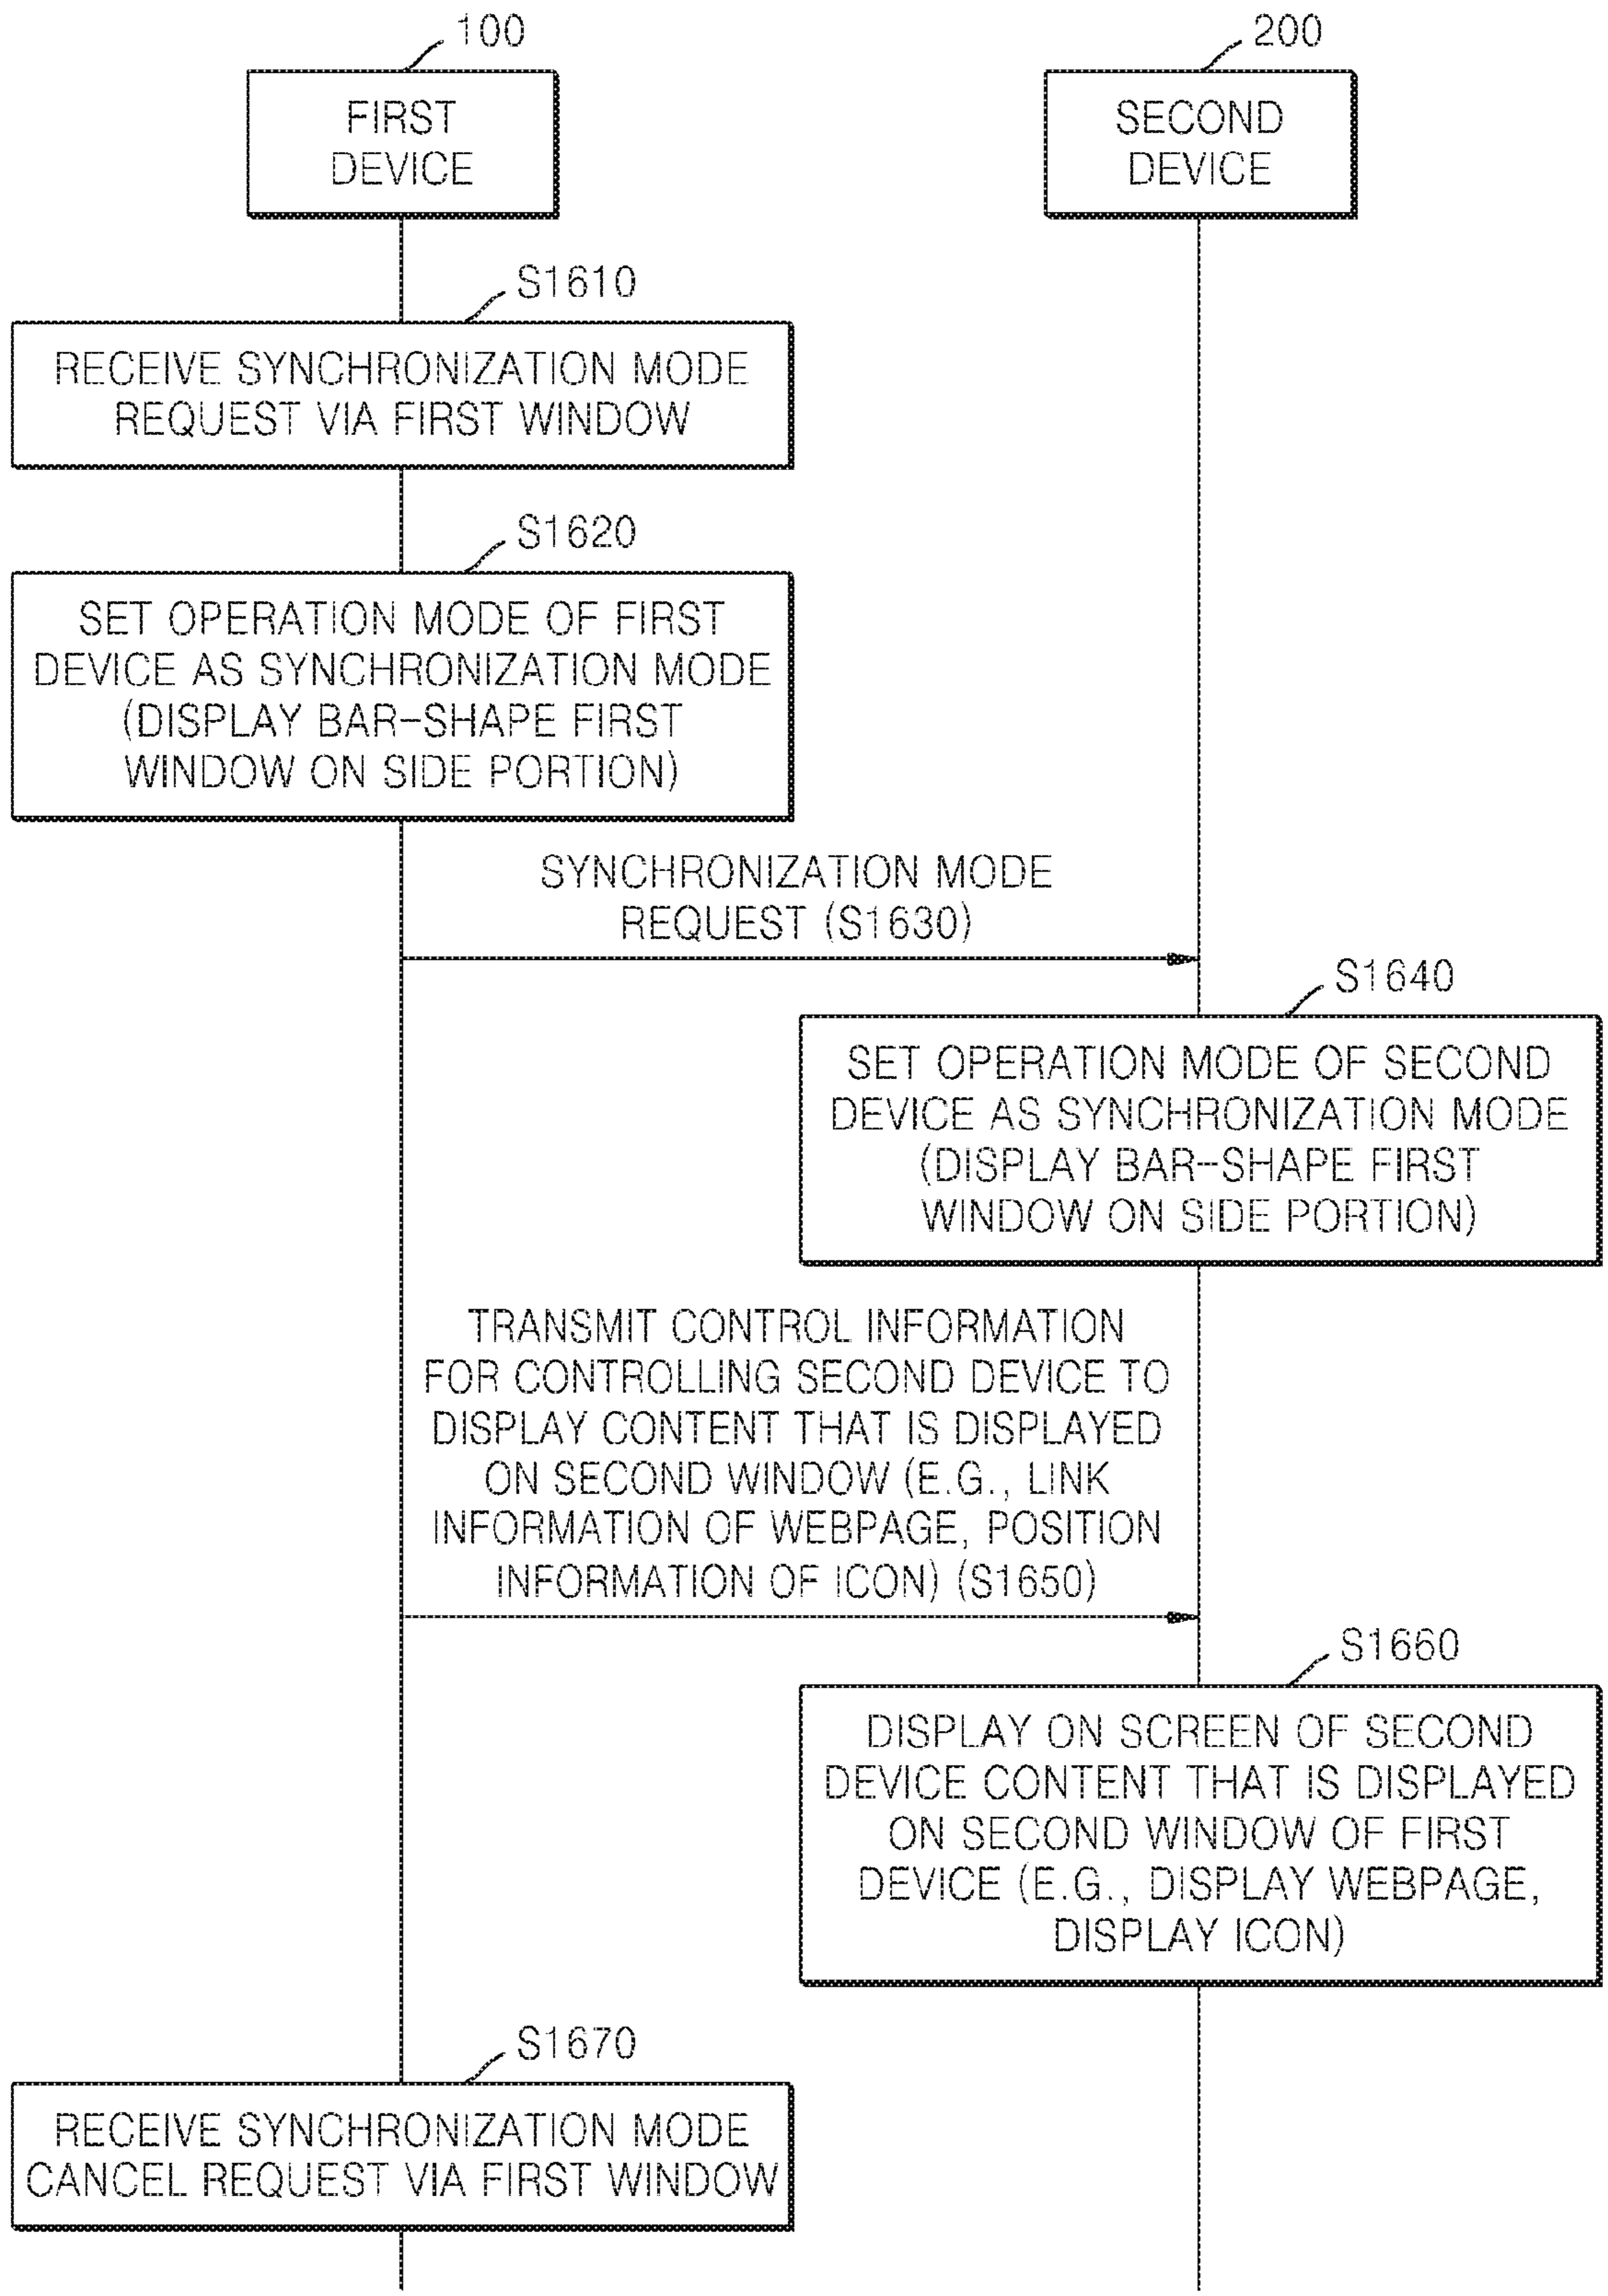 100
200
FIRST
DEVICE
SECOND
DEVICE
S1610
RECEIVE SYNCHRONIZATION MODE
REQUEST VIA FIRST WINDOW
S1620
SET OPERATION MODE OF FIRST
DEVICE AS SYNCHRONIZATION MODE
(DISPLAY BAR-SHAPE FIRST
WINDOW ON SIDE PORTION)
SYNCHRONIZATION MODE
REQUEST (S1630)
S1640
SET OPERATION MODE OF SECOND
DEVICE AS SYNCHRONIZATION MODE
(DISPLAY BAR-SHAPE FIRST
WINDOW ON SIDE PORTION)
TRANSMIT CONTROL INFORMATION
FOR CONTROLLING SECOND DEVICE TO
DISPLAY CONTENT THAT IS DISPLAYED
ON SECOND WINDOW (E.G., LINK
INFORMATION OF WEBPAGE, POSITION
INFORMATION OF ICON) (S1650)
S1660
DISPLAY ON SCREEN OF SECOND
DEVICE CONTENT THAT IS DISPLAYED
ON SECOND WINDOW OF FIRST
DEVICE (E.G., DISPLAY WEBPAGE,
DISPLAY ICON)
S1670
RECEIVE SYNCHRONIZATION MODE
CANCEL REQUEST VIA FIRST WINDOW